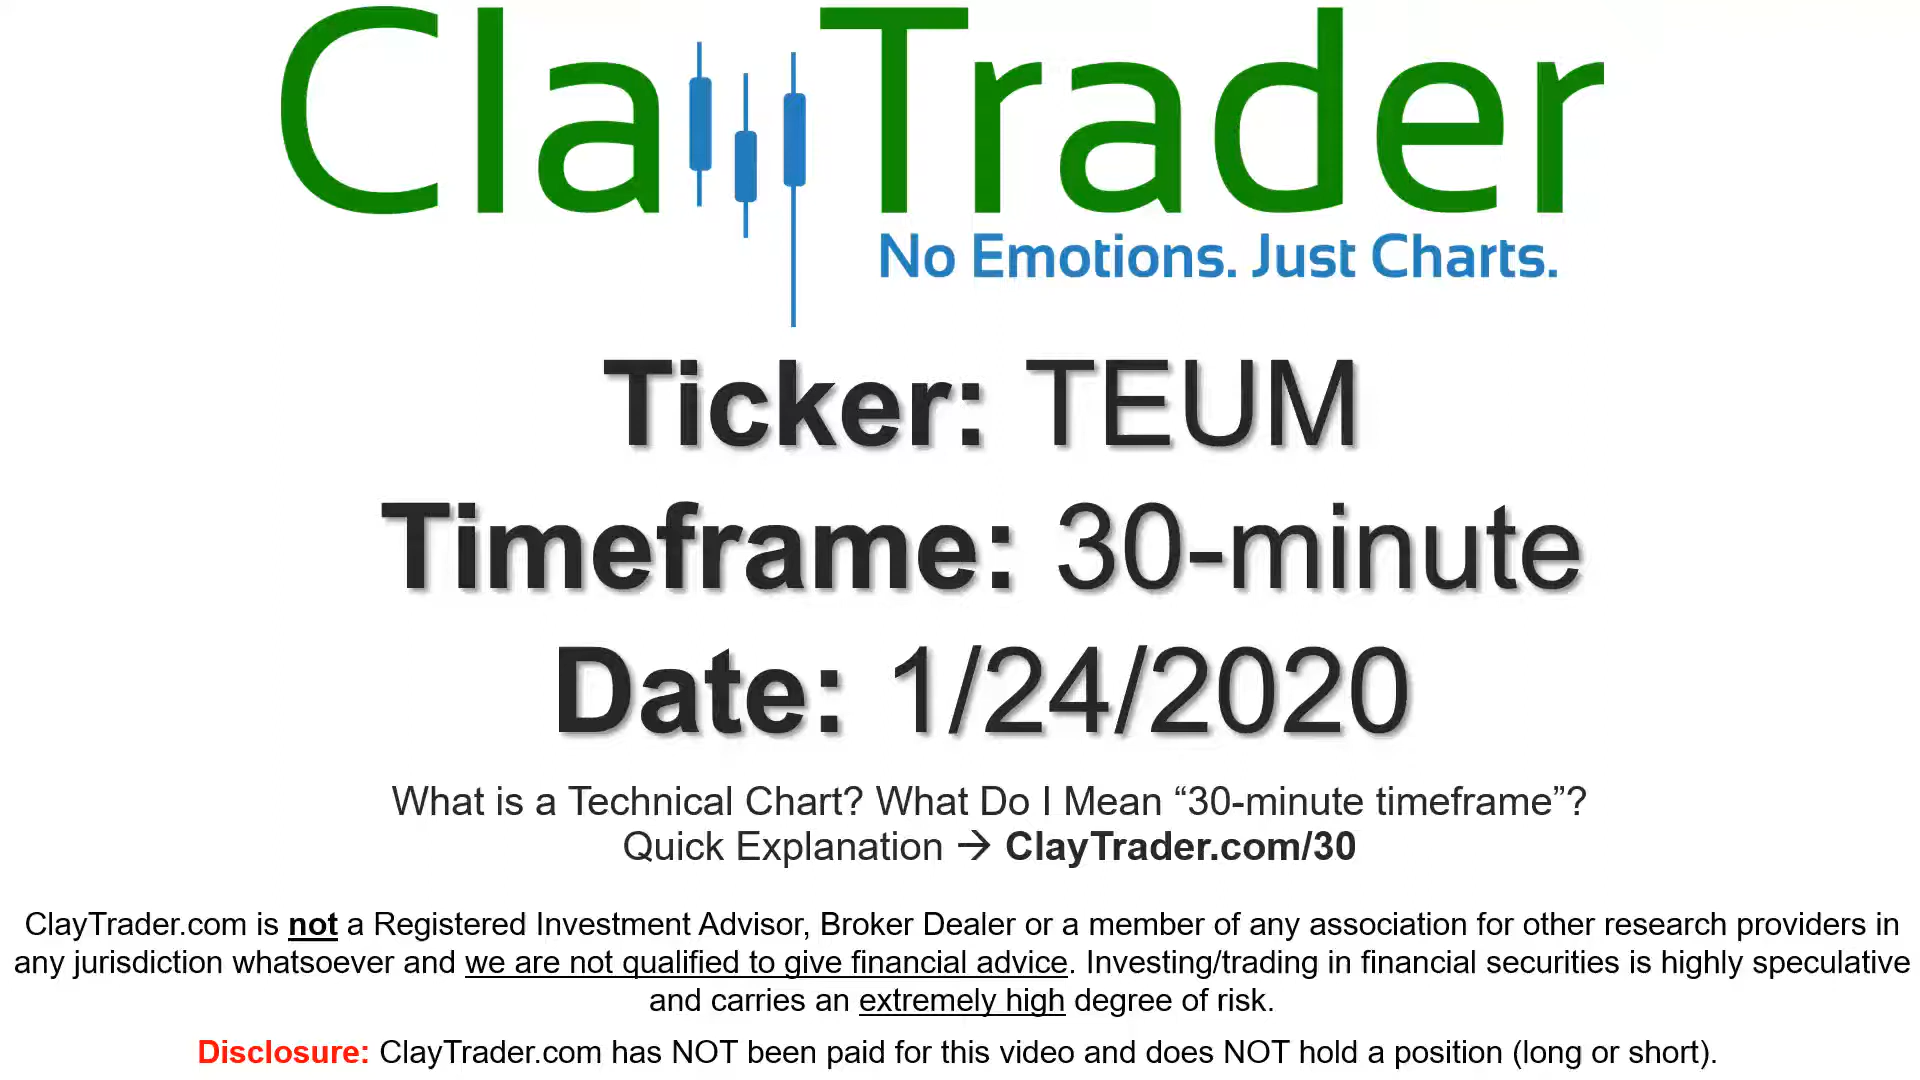 ClayTrader
No Emotions. Just Charts.
Ticker: TEUM
Timeframe: 30-minute
Date: 1/24/2020
What is a Technical Chart? What Do I Mean “30-minute timeframe”?
Quick Explanation → ClayTrader.com/30
ClayTrader.com is not a Registered Investment Advisor, Broker Dealer or a member of any association for other research providers in
any jurisdiction whatsoever and we are not qualified to give financial advice. Investing/trading in financial securities is highly speculative
and carries an extremely high degree of risk.
Disclosure: ClayTrader.com has NOT been paid for this video and does NOT hold a position (long or short).